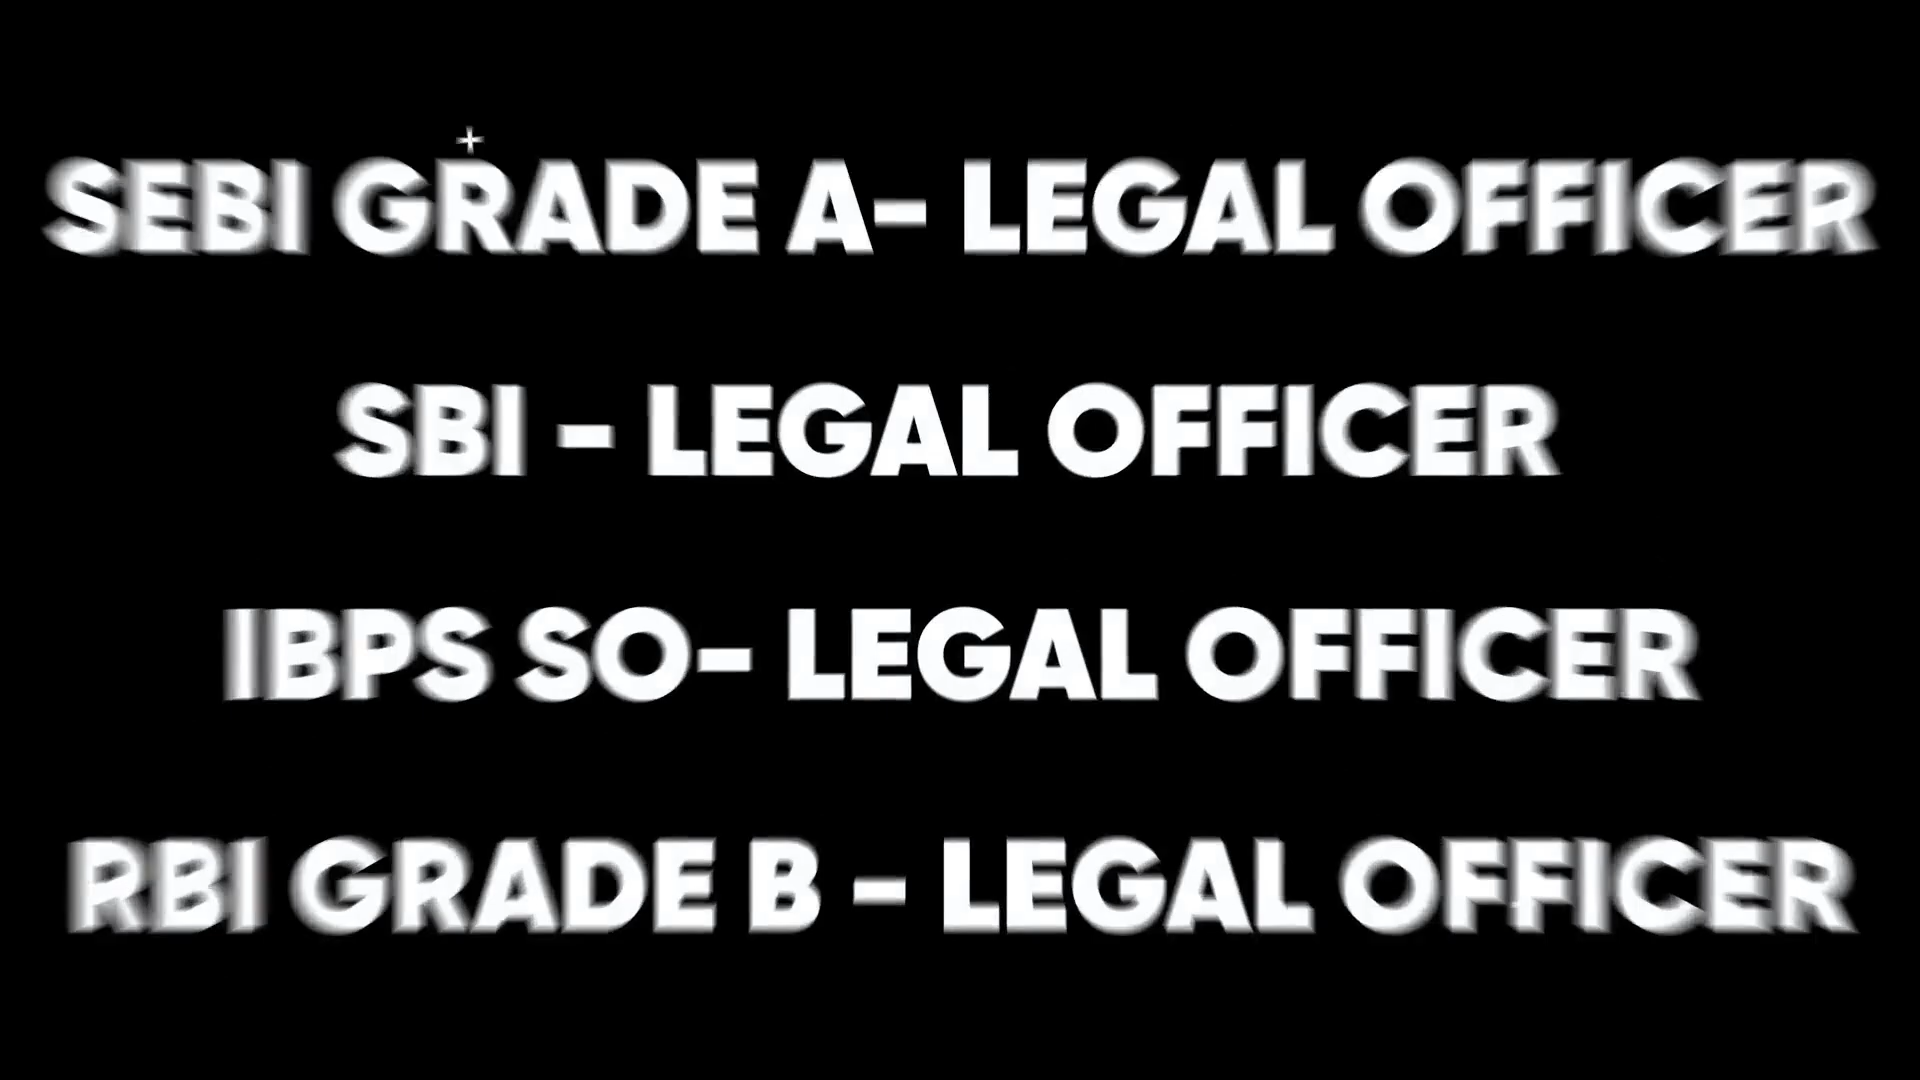 SEBI GRADE A- LEGAL OFFICER
SBI - LEGAL OFFICER
IBPS SO- LEGAL OFFICER
RBI GRADE B - LEGAL OFFICER